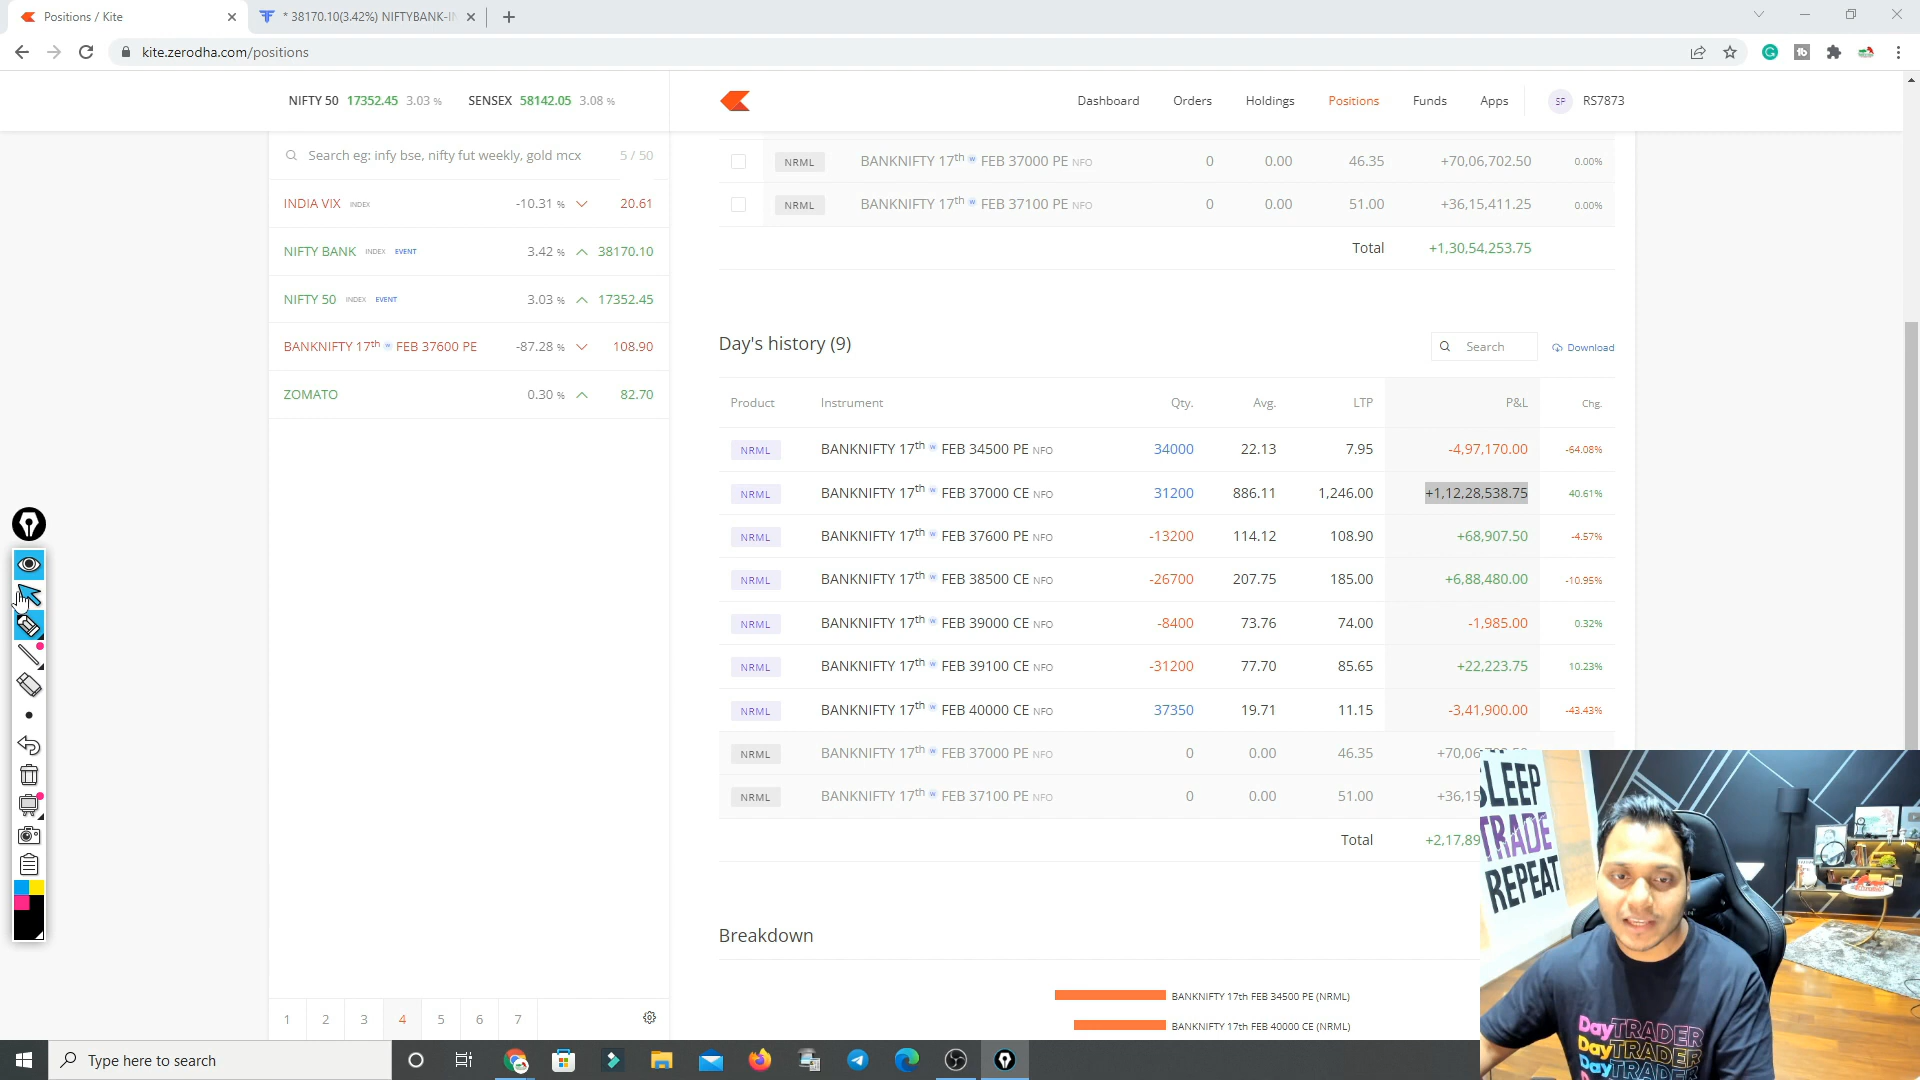 Positions / Kite
* 38170.10(3.42%) NIFTYBANK-IN
kite.zerodha.com/positions
NIFTY 50 17352.45 3.03 % SENSEX 58142.05 3.08 %
Dashboard Orders Holdings Positions Funds Apps SP RS7873
Search eg: infy bse, nifty fut weekly, gold mcx 5 / 50
INDIA VIX INDEX -10.31 % 20.61
NIFTY BANK INDEX EVENT 3.42 % 38170.10
NIFTY 50 INDEX EVENT 3.03 % 17352.45
BANKNIFTY 17th w FEB 37600 PE -87.28 % 108.90
ZOMATO 0.30 % 82.70
1 2 3 4 5 6 7
NRML BANKNIFTY 17th w FEB 37000 PE NFO 0 0.00 46.35 +70,06,702.50 0.00%
NRML BANKNIFTY 17th w FEB 37100 PE NFO 0 0.00 51.00 +36,15,411.25 0.00%
Total +1,30,54,253.75
Day's history (9) Search Download
Product Instrument Qty. Avg. LTP P&L Chg.
NRML BANKNIFTY 17th w FEB 34500 PE NFO 34000 22.13 7.95 -4,97,170.00 -64.08%
NRML BANKNIFTY 17th w FEB 37000 CE NFO 31200 886.11 1,246.00 +1,12,28,538.75 40.61%
NRML BANKNIFTY 17th w FEB 37600 PE NFO -13200 114.12 108.90 +68,907.50 -4.57%
NRML BANKNIFTY 17th w FEB 38500 CE NFO -26700 207.75 185.00 +6,88,480.00 -10.95%
NRML BANKNIFTY 17th w FEB 39000 CE NFO -8400 73.76 74.00 -1,985.00 0.32%
NRML BANKNIFTY 17th w FEB 39100 CE NFO -31200 77.70 85.65 +22,223.75 10.23%
NRML BANKNIFTY 17th w FEB 40000 CE NFO 37350 19.71 11.15 -3,41,900.00 -43.43%
NRML BANKNIFTY 17th w FEB 37000 PE NFO 0 0.00 46.35 +70,06
NRML BANKNIFTY 17th w FEB 37100 PE NFO 0 0.00 51.00 +36,15
Total +2,17,89
Breakdown
BANKNIFTY 17th FEB 34500 PE (NRML)
BANKNIFTY 17th FEB 40000 CE (NRML)
SLEEP
TRADE
REPEAT
DayTRADER
DayTRADER
DayTRADER
Type here to search